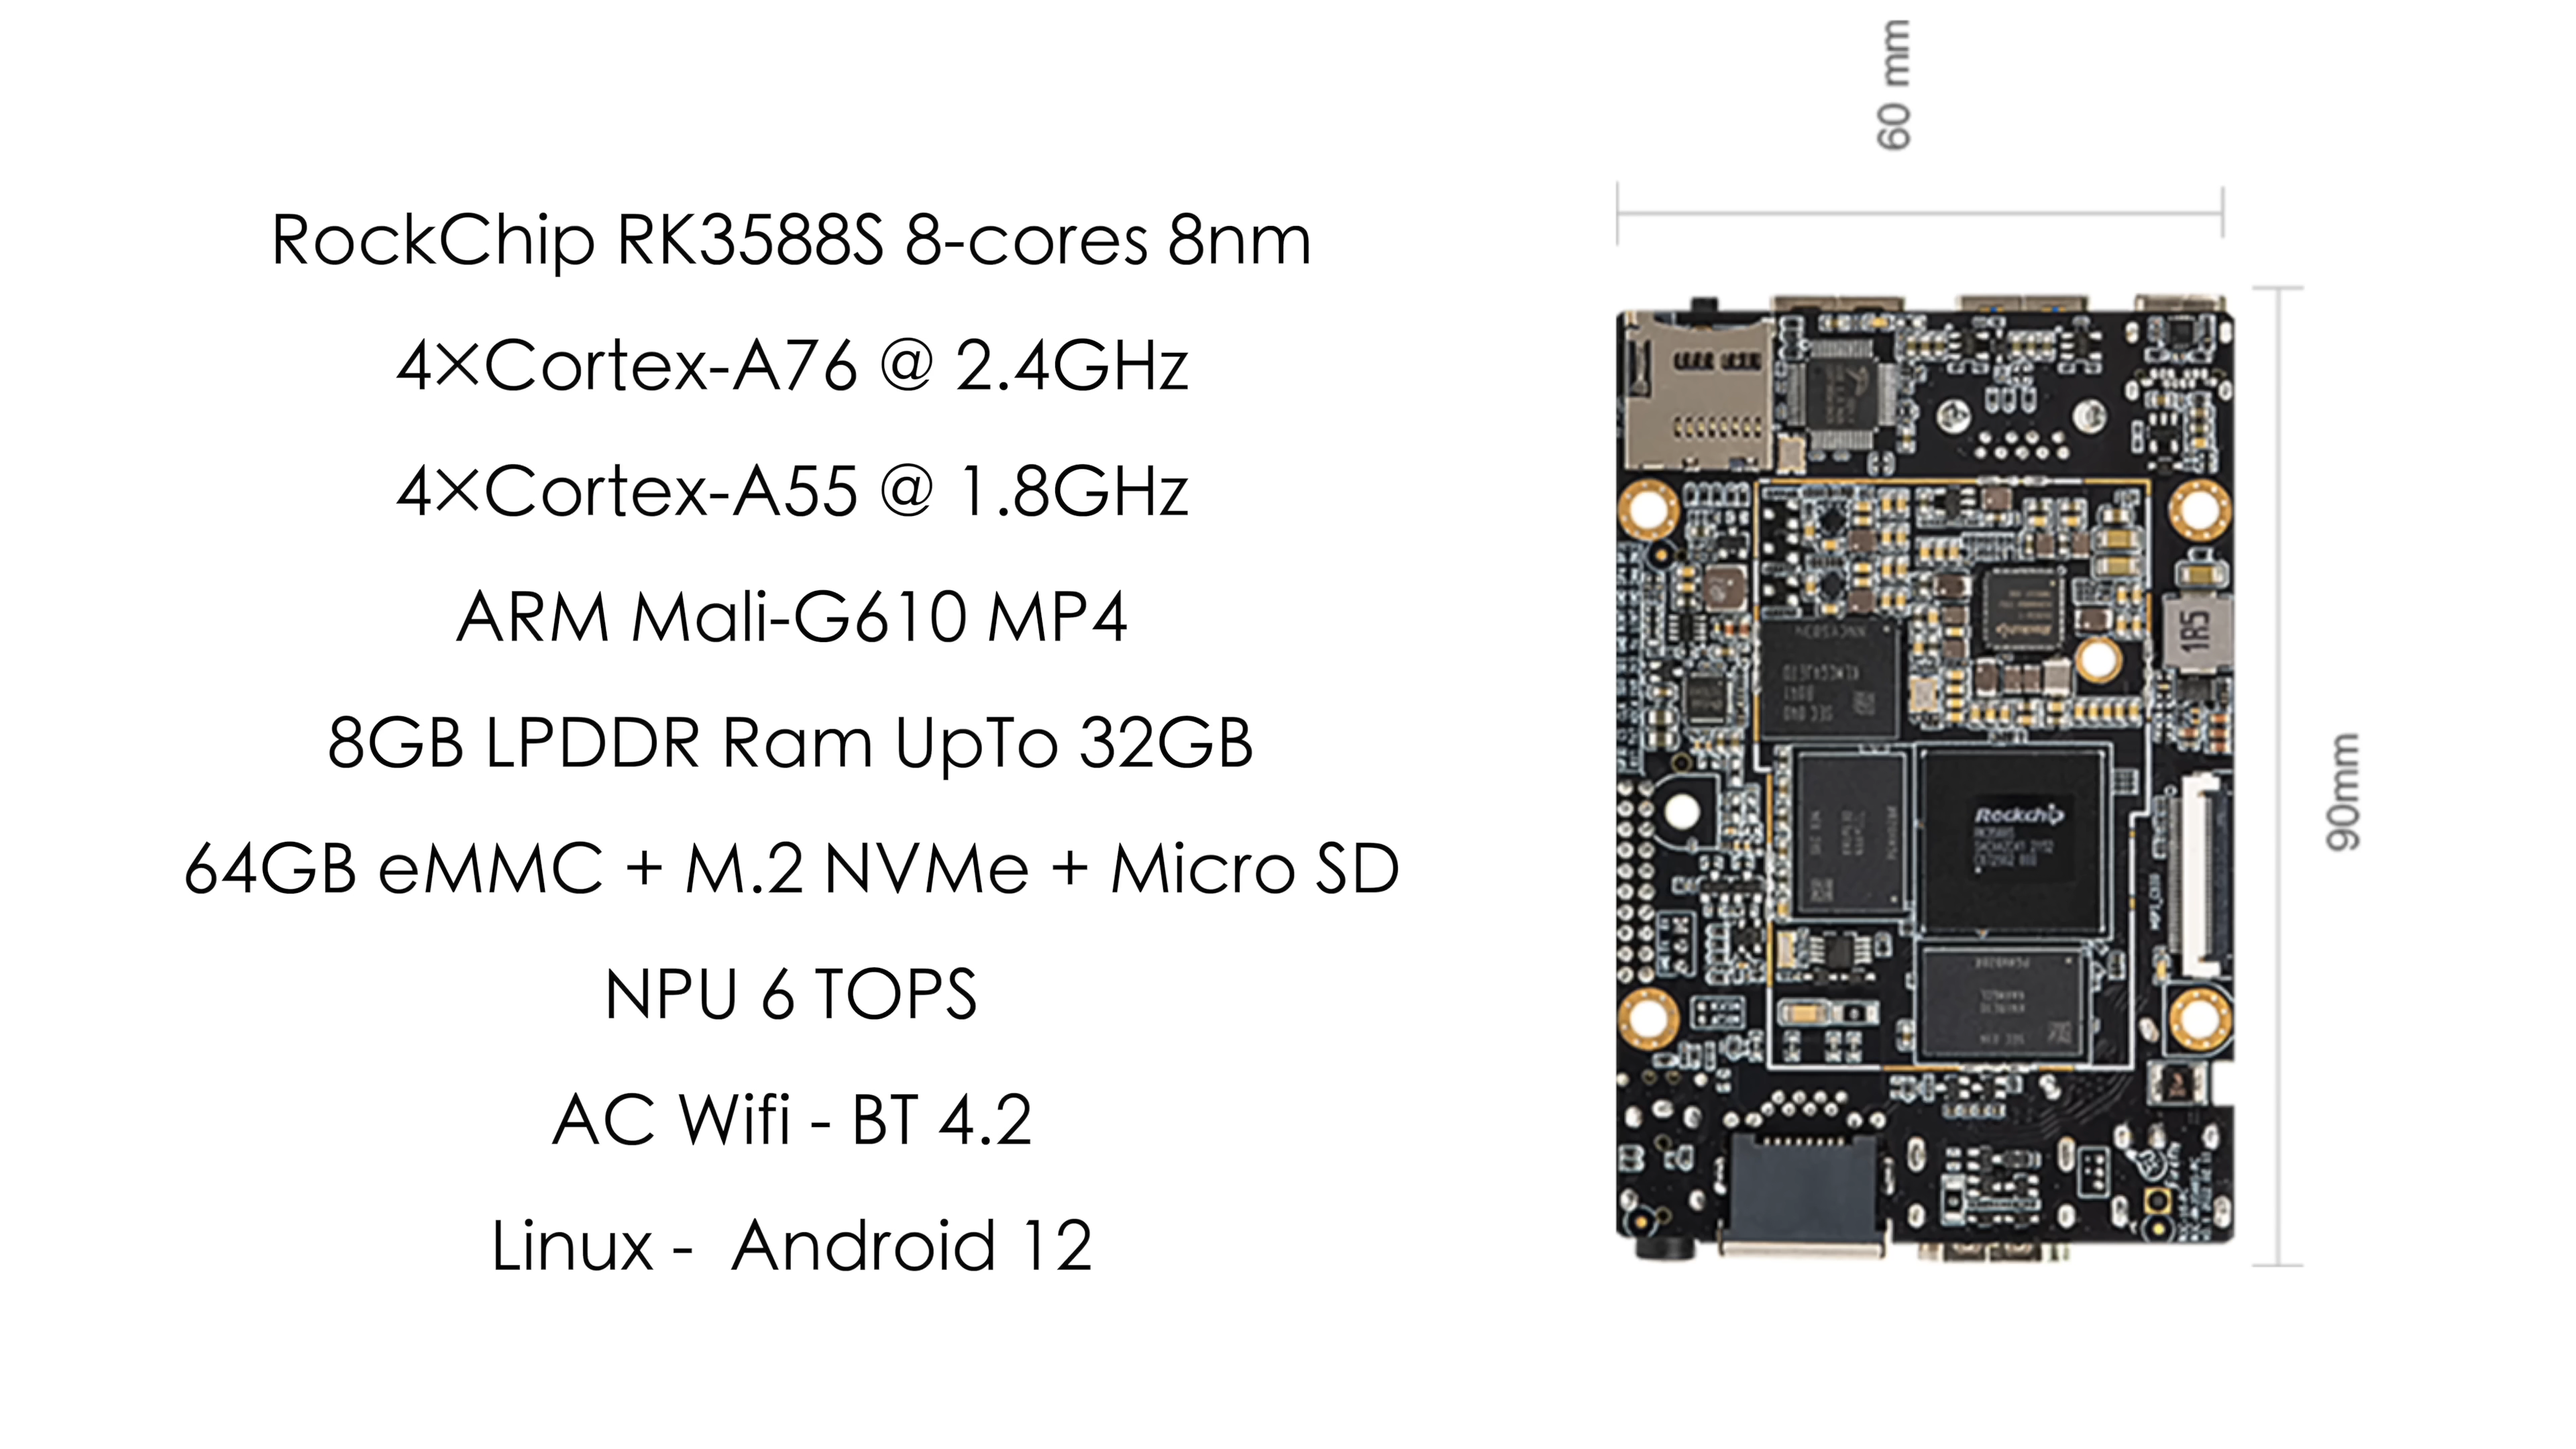 RockChip RK3588S 8-cores 8nm
4×Cortex-A76 @ 2.4GHz
4×Cortex-A55 @ 1.8GHz
ARM Mali-G610 MP4
8GB LPDDR Ram UpTo 32GB
64GB eMMC + M.2 NVMe + Micro SD
NPU 6 TOPS
AC Wifi - BT 4.2
Linux -  Android 12
60 mm
90mm
1R5
Rockchip